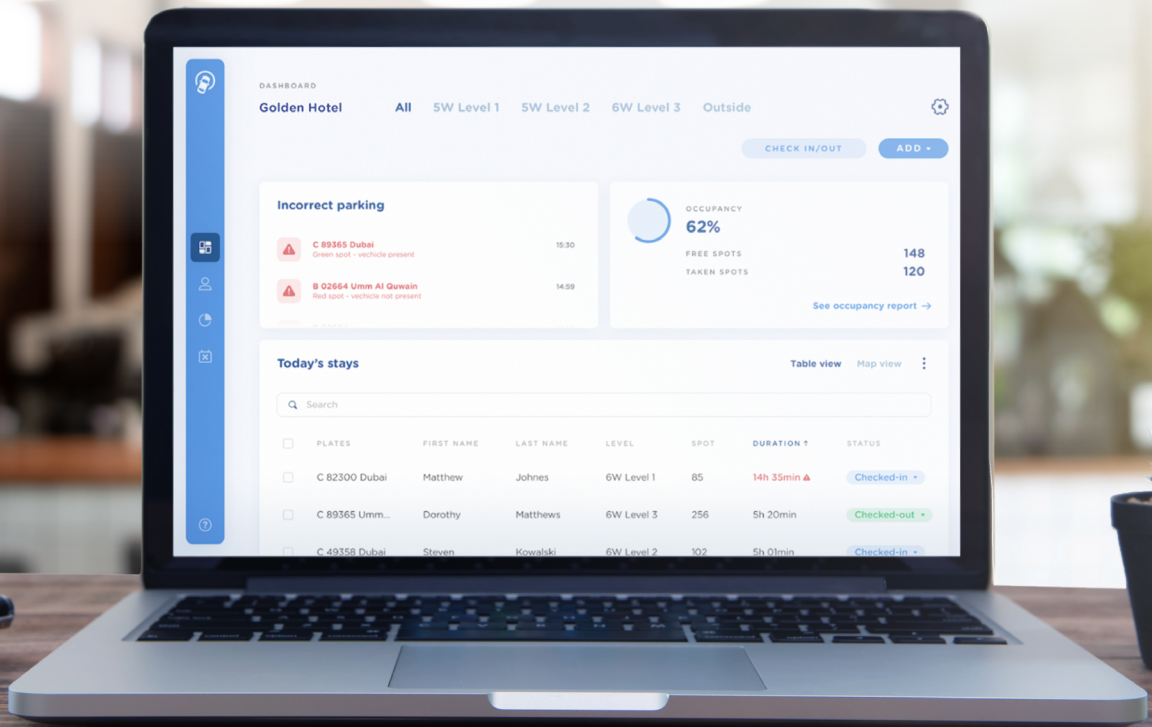 DASHBOARD
Golden Hotel All 5W Level 1 5W Level 2 6W Level 3 Outside
CHECK IN/OUT ADD
Incorrect parking
C 89365 Dubai 15:30
Green spot - vechicle present
B 02664 Umm Al Quwain 14:59
Red spot - vechicle not present
OCCUPANCY
62%
FREE SPOTS 148
TAKEN SPOTS 120
See occupancy report →
Today's stays Table view Map view
Search
PLATES FIRST NAME LAST NAME LEVEL SPOT DURATION ↑ STATUS
C 82300 Dubai Matthew Johnes 6W Level 1 85 14h 35min Checked-in
C 89365 Umm... Dorothy Matthews 6W Level 3 256 5h 20min Checked-out
C 49358 Dubai Steven Kowalski 6W Level 2 102 5h 01min Checked-in
?